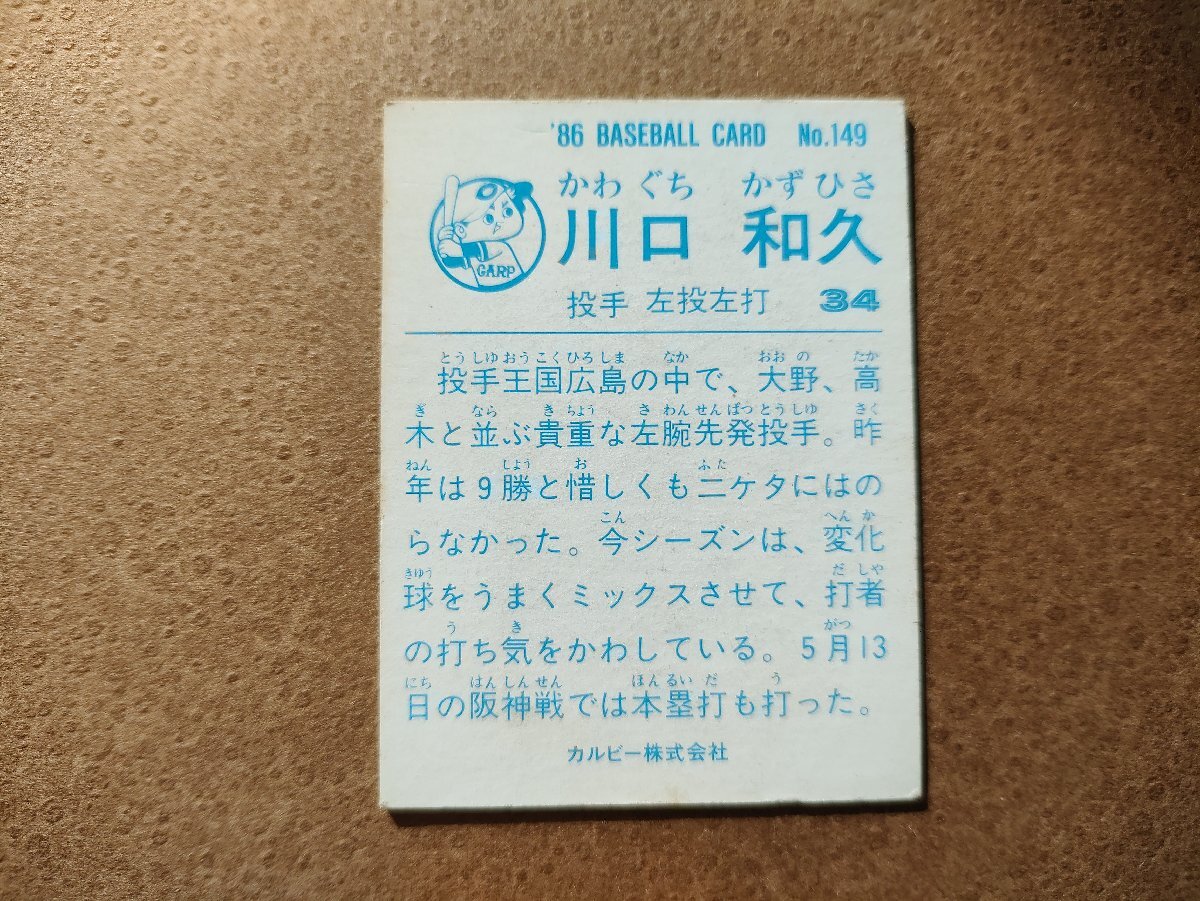 '86 BASEBALL CARD No.149
かわぐち かずひさ
川口 和久
CARP
投手 左投左打 34
とうしゆおうこくひろしま なか おお の たか
投手王国広島の中で、大野、高
ぎ なら き ちょう さ わんせんぱつとうしゆ さく
木と並ぶ貴重な左腕先発投手。昨
ねん しよう お ふた
年は9勝と惜しくも二ケタにはの
こん へん か
らなかった。今シーズンは、変化
きゆう だ しや
球をうまくミックスさせて、打者
う き がつ
の打ち気をかわしている。5月13
にち はんしんせん ほんるい だ う
日の阪神戦では本塁打も打った。
カルビー株式会社